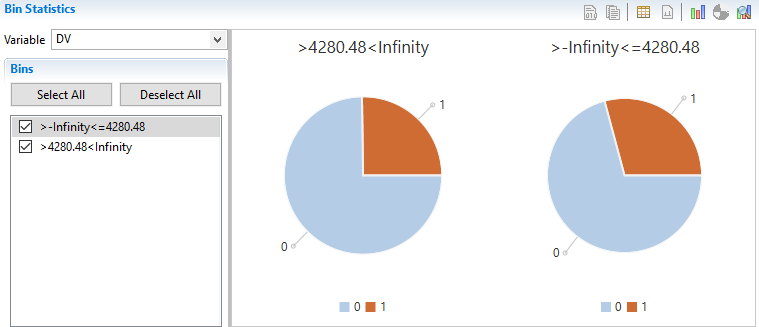 Bin Statistics
Variable DV
Bins
Select All Deselect All
>-Infinity<=4280.48
>4280.48<Infinity
>4280.48<Infinity
1
0
0 1
>-Infinity<=4280.48
1
0
0 1